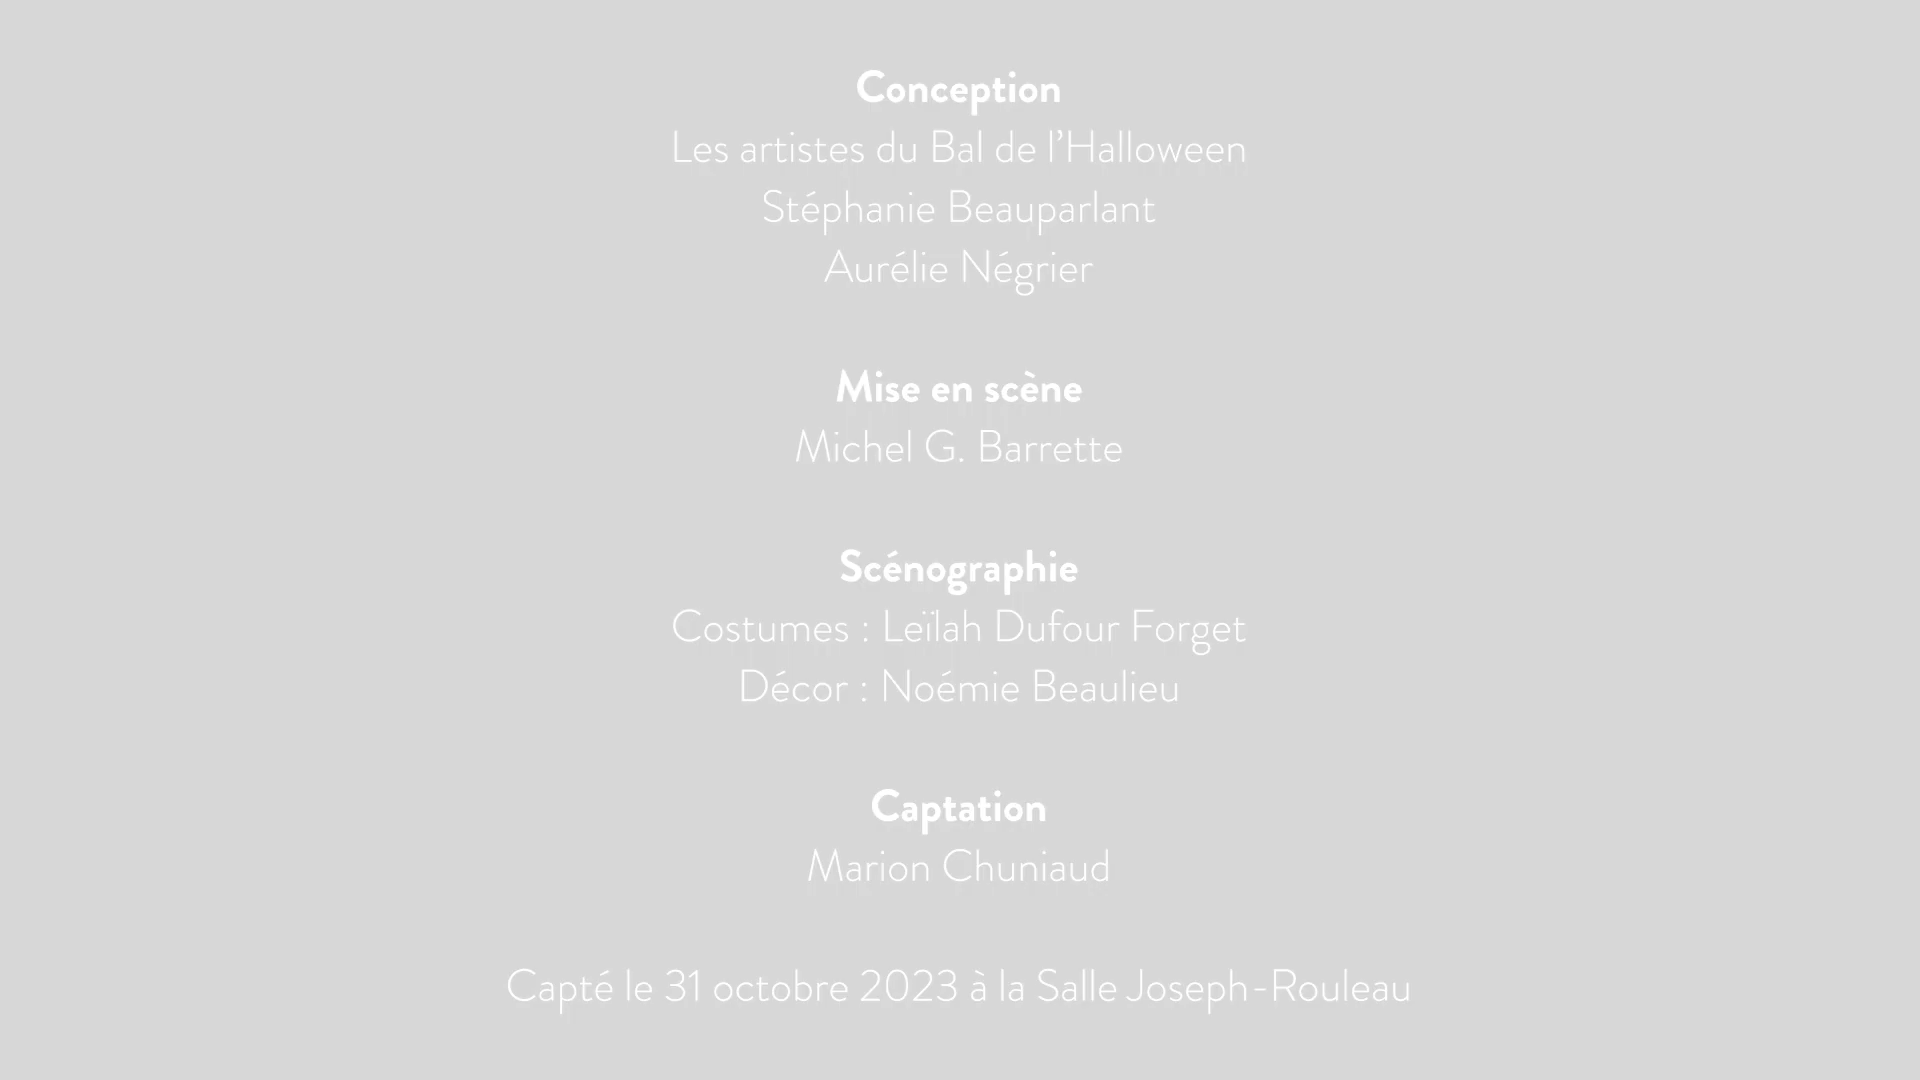 Conception
Les artistes du Bal de l’Halloween
Stéphanie Beauparlant
Aurélie Négrier
Mise en scène
Michel G. Barrette
Scénographie
Costumes : Leïlah Dufour Forget
Décor : Noémie Beaulieu
Captation
Marion Chuniaud
Capté le 31 octobre 2023 à la Salle Joseph-Rouleau